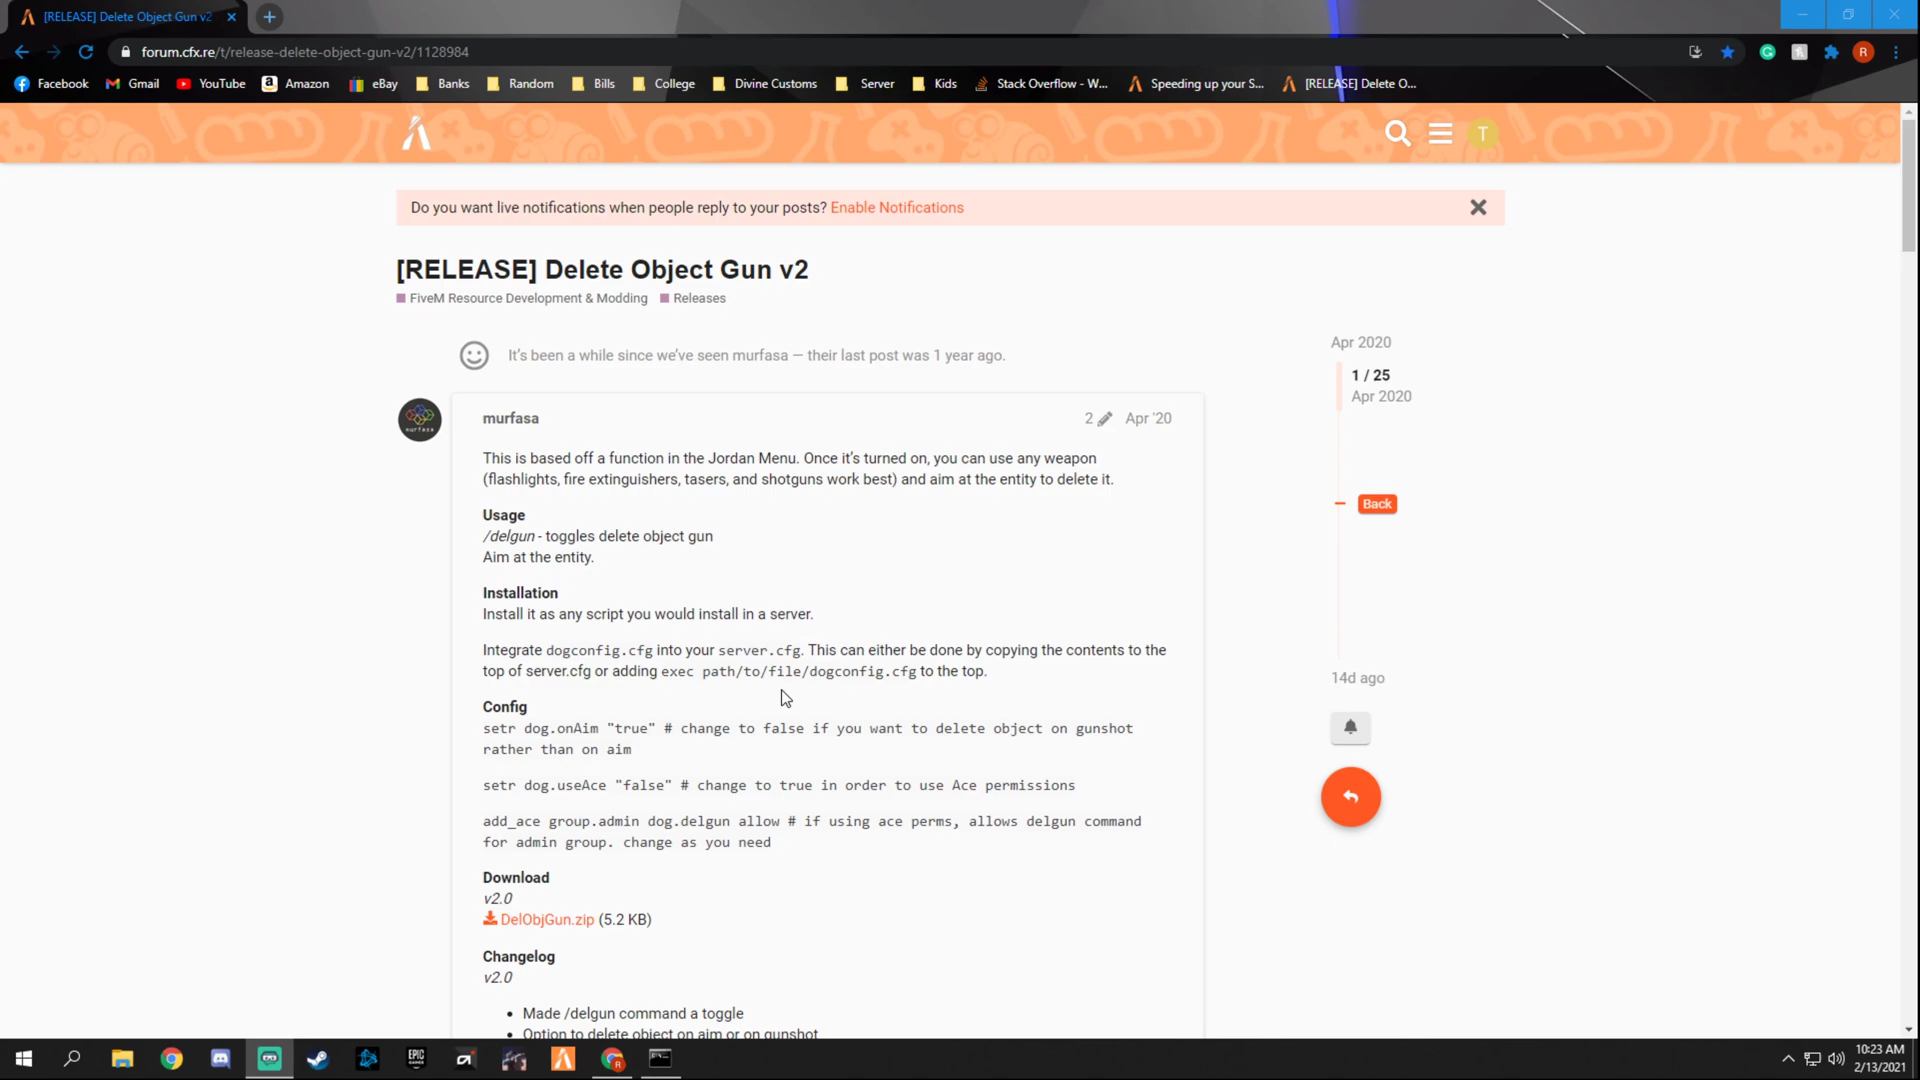 [RELEASE] Delete Object Gun v2
forum.cfx.re/t/release-delete-object-gun-v2/1128984
R
Facebook Gmail YouTube Amazon eBay Banks Random Bills College Divine Customs Server Kids Stack Overflow - W... Speeding up your S... [RELEASE] Delete O...
T
Do you want live notifications when people reply to your posts? Enable Notifications
[RELEASE] Delete Object Gun v2
FiveM Resource Development & Modding Releases
It's been a while since we've seen murfasa — their last post was 1 year ago.
Apr 2020
1 / 25
Apr 2020
Back
14d ago
murfasa
murfasa 2 Apr '20
This is based off a function in the Jordan Menu. Once it's turned on, you can use any weapon
(flashlights, fire extinguishers, tasers, and shotguns work best) and aim at the entity to delete it.
Usage
/delgun - toggles delete object gun
Aim at the entity.
Installation
Install it as any script you would install in a server.
Integrate dogconfig.cfg into your server.cfg. This can either be done by copying the contents to the
top of server.cfg or adding exec path/to/file/dogconfig.cfg to the top.
Config
setr dog.onAim "true" # change to false if you want to delete object on gunshot
rather than on aim
setr dog.useAce "false" # change to true in order to use Ace permissions
add_ace group.admin dog.delgun allow # if using ace perms, allows delgun command
for admin group. change as you need
Download
v2.0
DelObjGun.zip (5.2 KB)
Changelog
v2.0
• Made /delgun command a toggle
• Option to delete object on aim or on gunshot
EPIC
GAMES
R
10:23 AM
2/13/2021